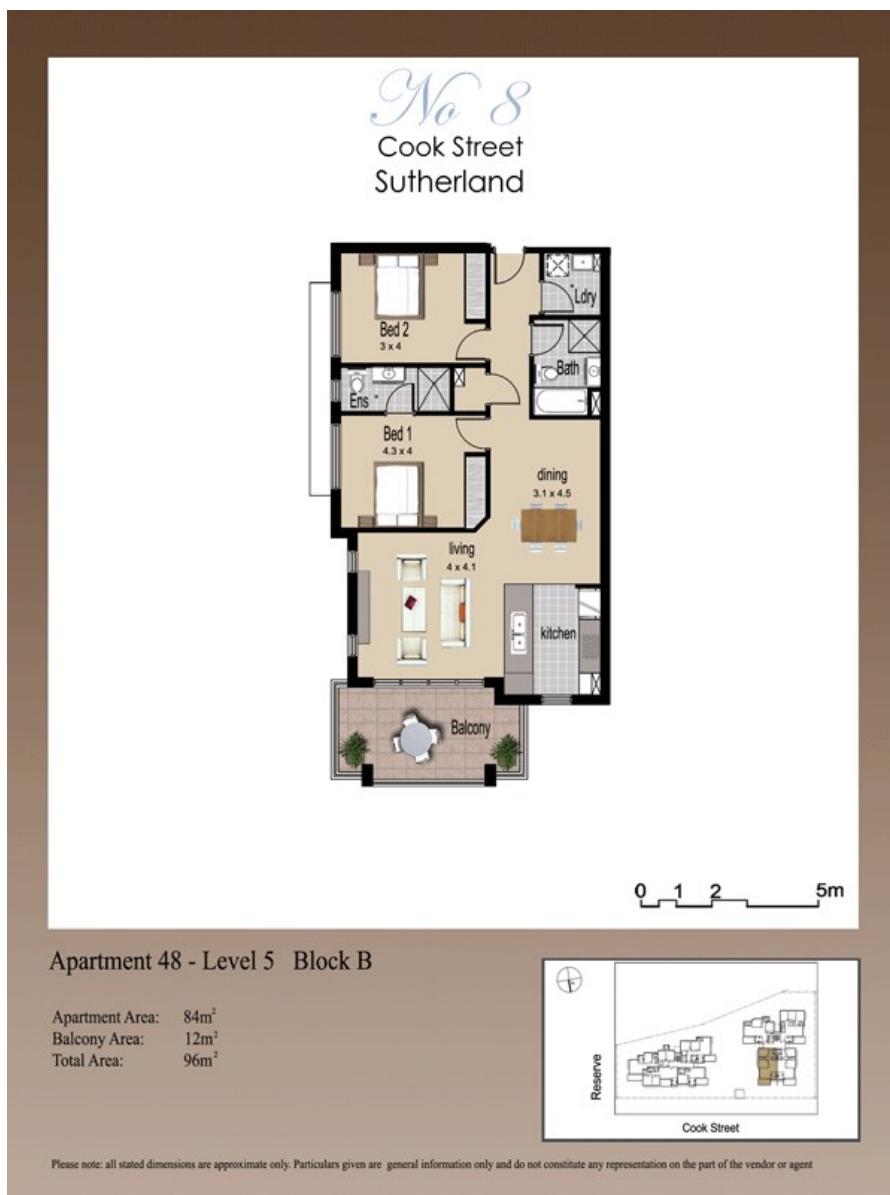 No 8
Cook Street
Sutherland
Bed 2
3 x 4
Ldry
Bath
Ens
Bed 1
4.3 x 4
dining
3.1 x 4.5
living
4 x 4.1
kitchen
Balcony
0 1 2 5m
Apartment 48 - Level 5 Block B
Apartment Area: 84m²
Balcony Area: 12m²
Total Area: 96m²
Reserve
Cook Street
Please note: all stated dimensions are approximate only. Particulars given are general information only and do not constitute any representation on the part of the vendor or agent